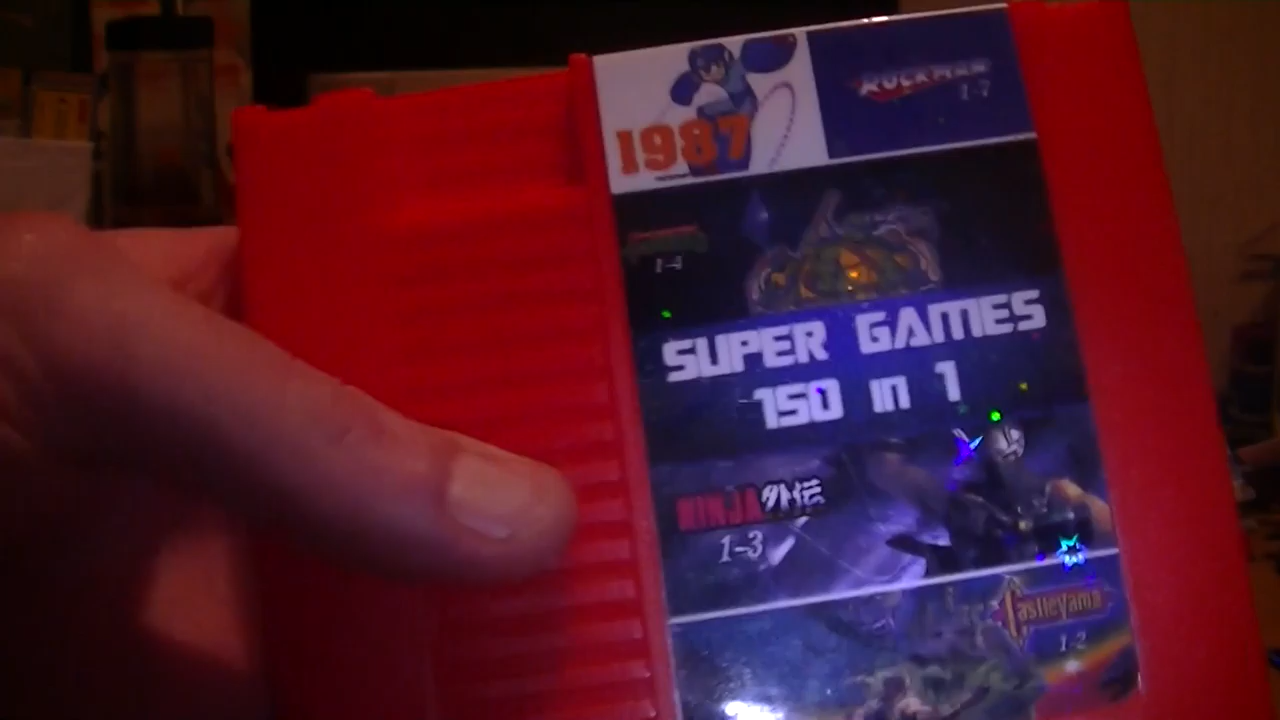 1987
ROCKMAN
1-7
1-4
SUPER GAMES
150 in 1
NINJA外伝
1-3
Castlevania
1-2